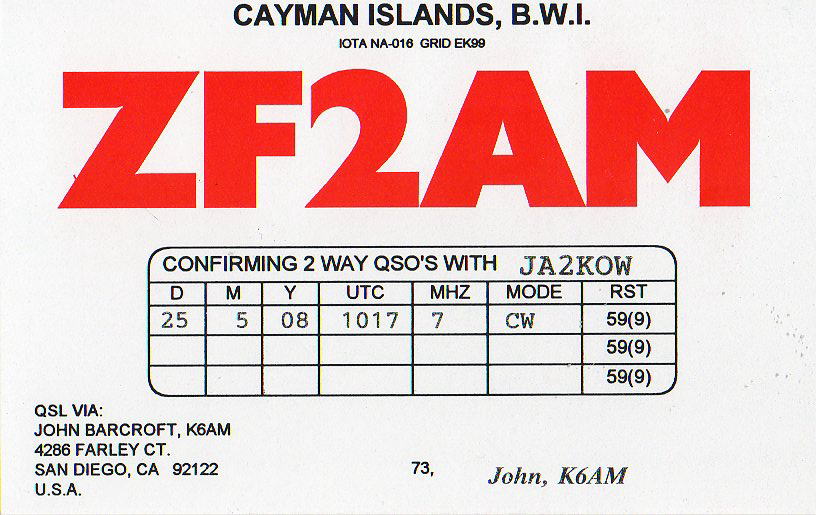 CAYMAN ISLANDS, B.W.I.
IOTA NA-016 GRID EK99
ZF2AM
CONFIRMING 2 WAY QSO'S WITH JA2KOW
D M Y UTC MHZ MODE RST
25 5 08 1017 7 CW 59(9)
59(9)
59(9)
QSL VIA:
JOHN BARCROFT, K6AM
4286 FARLEY CT.
SAN DIEGO, CA 92122
U.S.A.
73, John, K6AM